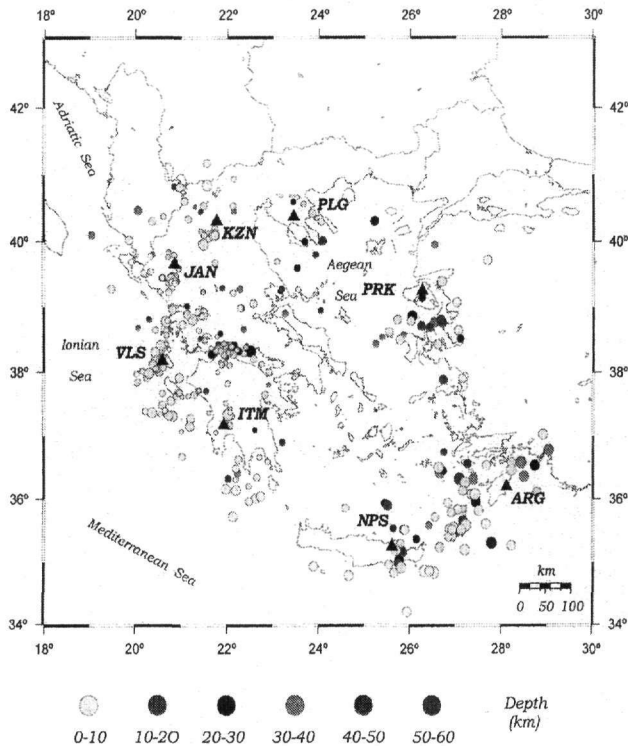 18° 20° 22° 24° 26° 28° 30°
42° 42°
Adriatic Sea
PLG
KZN
40° 40°
JAN
Aegean
Sea
PRK
Ionian
Sea
VLS
38° 38°
ITM
36° 36°
ARG
NPS
Mediterranean Sea
km
0 50 100
34° 34°
18° 20° 22° 24° 26° 28° 30°
Depth
(km)
0-10 10-20 20-30 30-40 40-50 50-60